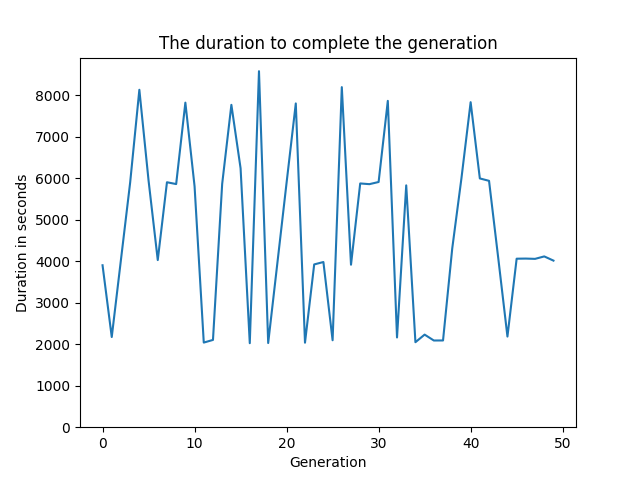 The duration to complete the generation
Duration in seconds
8000
7000
6000
5000
4000
3000
2000
1000
0
0 10 20 30 40 50
Generation